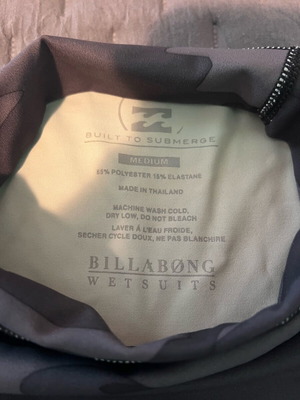 BUILT TO SUBMERGE
MEDIUM
85% POLYESTER 15% ELASTANE
MADE IN THAILAND
MACHINE WASH COLD,
DRY LOW, DO NOT BLEACH
LAVER À L'EAU FROIDE,
SECHER CYCLE DOUX, NE PAS BLANCHIRE
BILLABØNG
WETSUITS